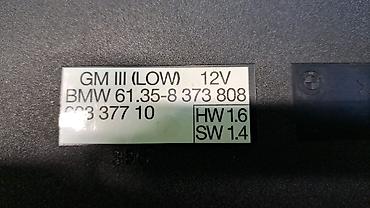 GM III (LOW) 12V
BMW 61.35-8 373 808
377 10
HW 1.6
SW 1.4